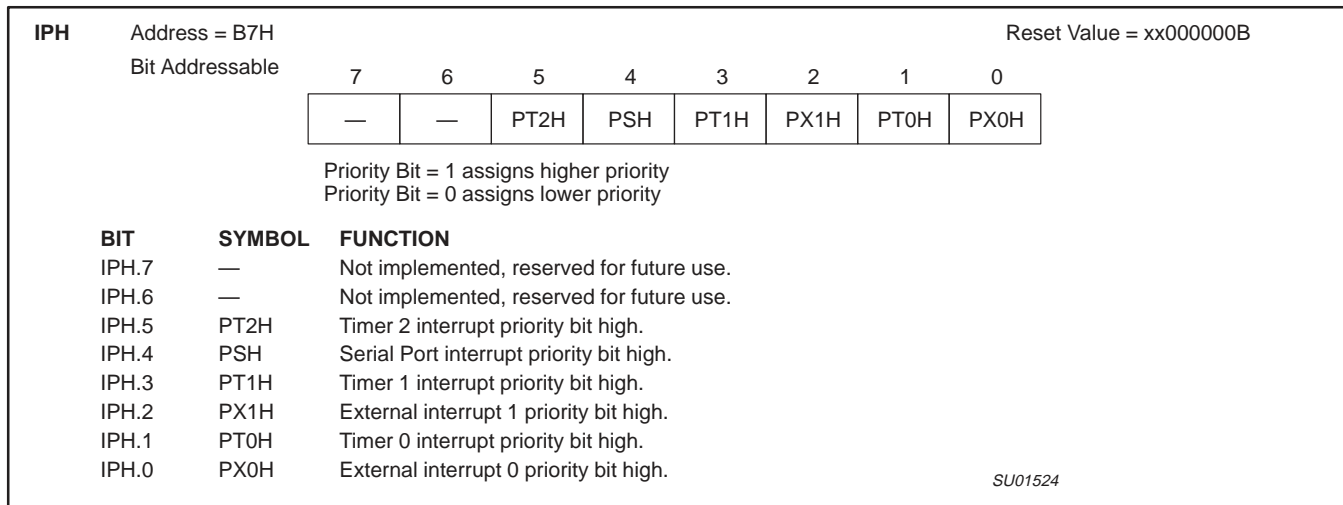 IPH Address = B7H Reset Value = xx000000B
Bit Addressable
7 6 5 4 3 2 1 0
— — PT2H PSH PT1H PX1H PT0H PX0H
Priority Bit = 1 assigns higher priority
Priority Bit = 0 assigns lower priority
BIT SYMBOL FUNCTION
IPH.7 — Not implemented, reserved for future use.
IPH.6 — Not implemented, reserved for future use.
IPH.5 PT2H Timer 2 interrupt priority bit high.
IPH.4 PSH Serial Port interrupt priority bit high.
IPH.3 PT1H Timer 1 interrupt priority bit high.
IPH.2 PX1H External interrupt 1 priority bit high.
IPH.1 PT0H Timer 0 interrupt priority bit high.
IPH.0 PX0H External interrupt 0 priority bit high.
SU01524